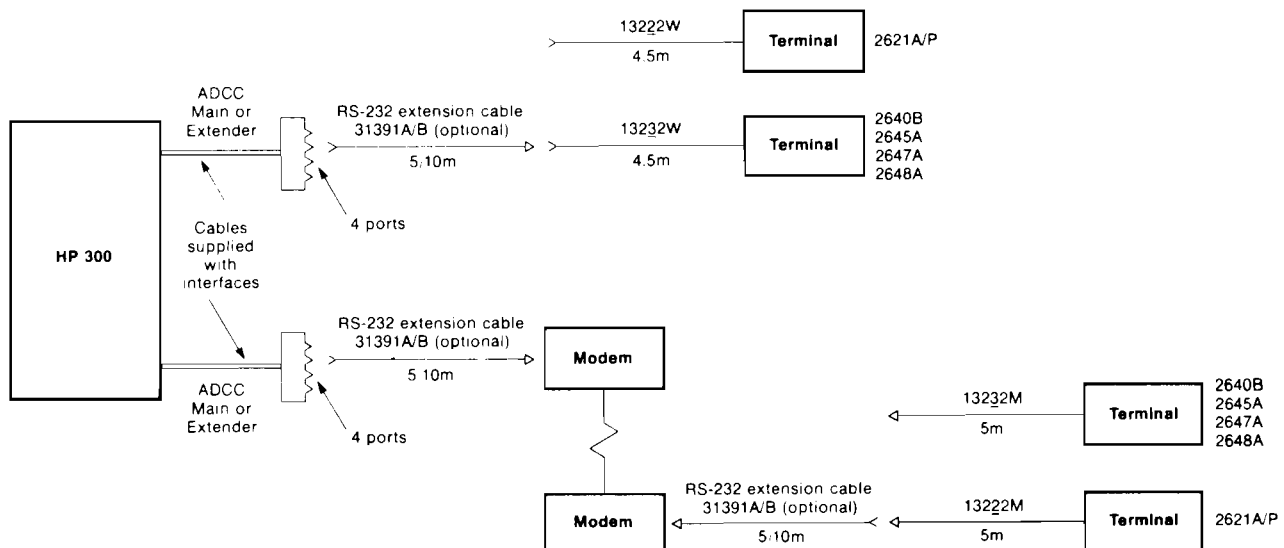 13222W
Terminal
2621A/P
4.5m
ADCC
Main or
Extender
RS-232 extension cable
31391A/B (optional)
5/10m
13232W
4.5m
Terminal
2640B
2645A
2647A
2648A
4 ports
HP 300
Cables
supplied
with
interfaces
RS-232 extension cable
31391A/B (optional)
5 10m
Modem
ADCC
Main or
Extender
4 ports
13232M
5m
Terminal
2640B
2645A
2647A
2648A
Modem
RS-232 extension cable
31391A/B (optional)
5/10m
13222M
5m
Terminal
2621A/P